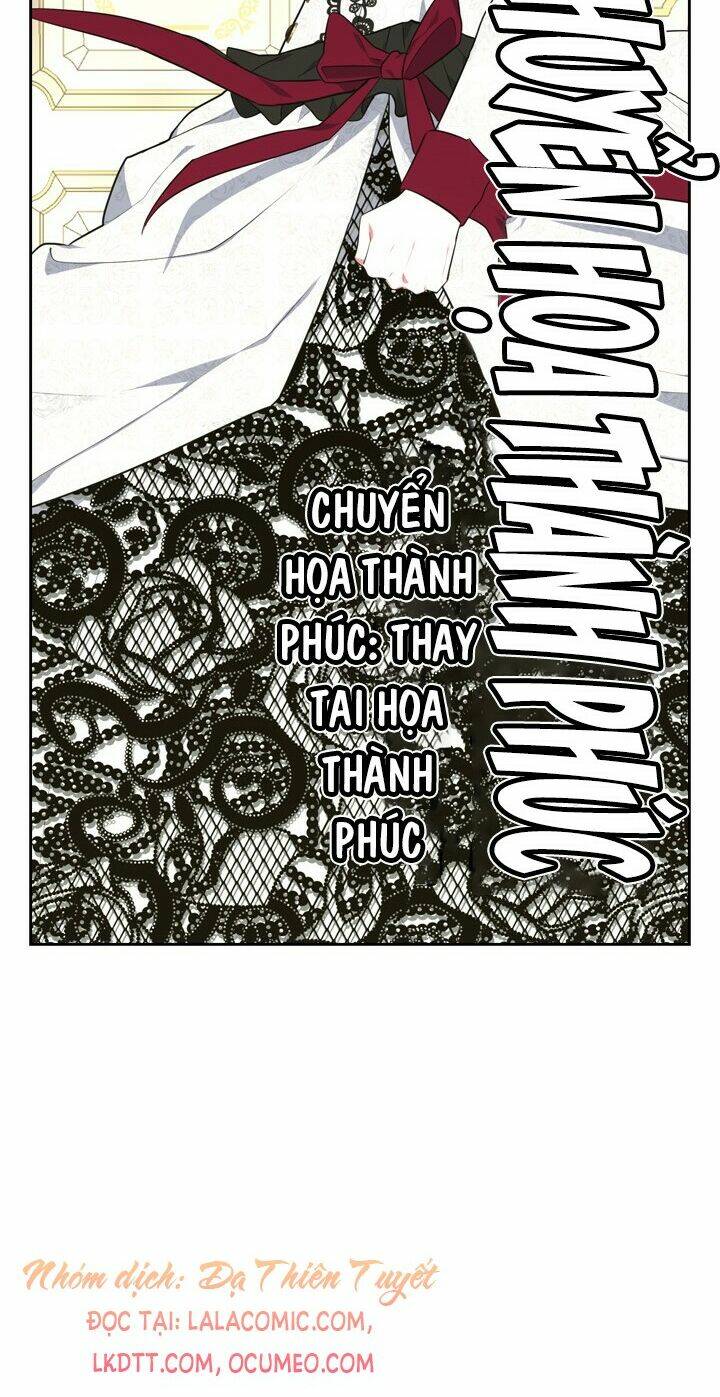 CHUYỂN HỌA THÀNH PHÚC
CHUYỂN
HỌA THÀNH
PHÚC: THAY
TAI HỌA
THÀNH
PHÚC
Nhóm dịch: Dạ Thiên Tuyết
ĐỌC TẠI: LALACOMIC.COM,
LKDTT.COM, OCUMEO.COM